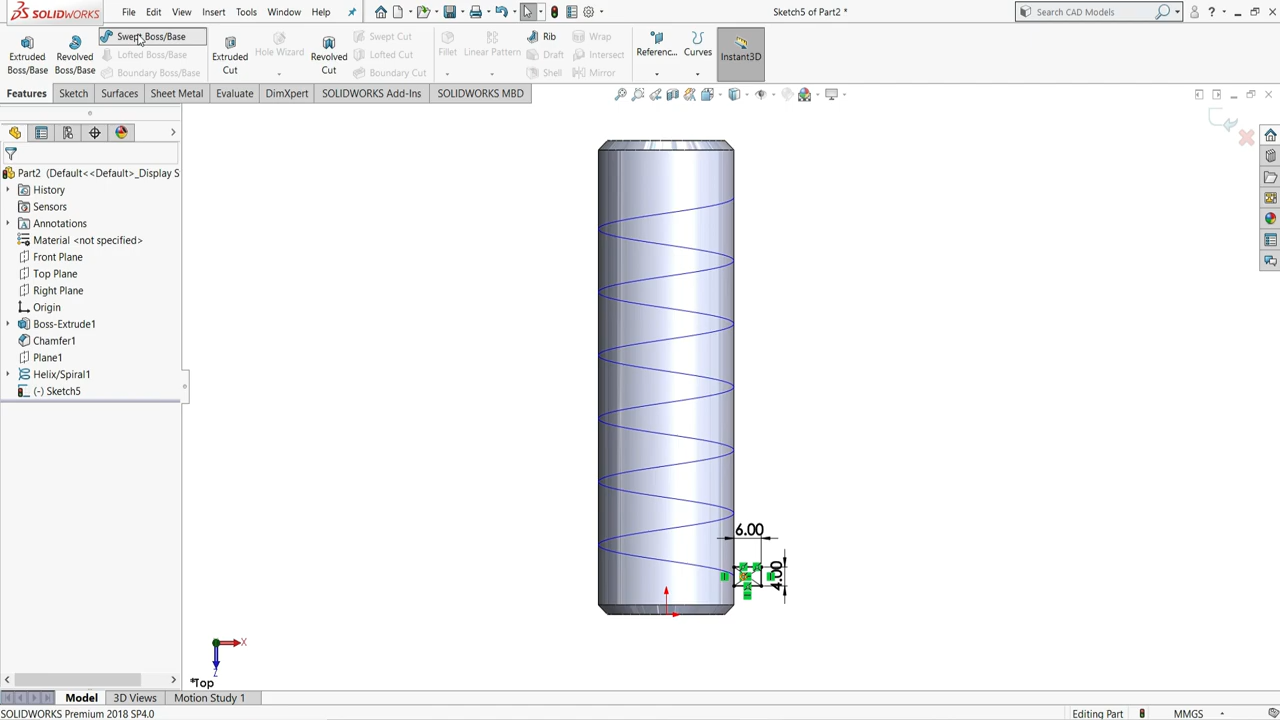 SOLIDWORKS File Edit View Insert Tools Window Help Sketch5 of Part2 * Search CAD Models ?
Extruded Boss/Base
Revolved Boss/Base
Swept Boss/Base
Lofted Boss/Base
Boundary Boss/Base
Extruded Cut
Hole Wizard
Revolved Cut
Swept Cut
Lofted Cut
Boundary Cut
Fillet
Linear Pattern
Rib
Draft
Shell
Wrap
Intersect
Mirror
Referenc...
Curves
Instant3D
Features Sketch Surfaces Sheet Metal Evaluate DimXpert SOLIDWORKS Add-Ins SOLIDWORKS MBD
Part2 (Default<<Default>_Display S
History
Sensors
Annotations
Material <not specified>
Front Plane
Top Plane
Right Plane
Origin
Boss-Extrude1
Chamfer1
Plane1
Helix/Spiral1
(-) Sketch5
6.00
4.00
X
Z
*Top
Model 3D Views Motion Study 1
SOLIDWORKS Premium 2018 SP4.0 Editing Part MMGS